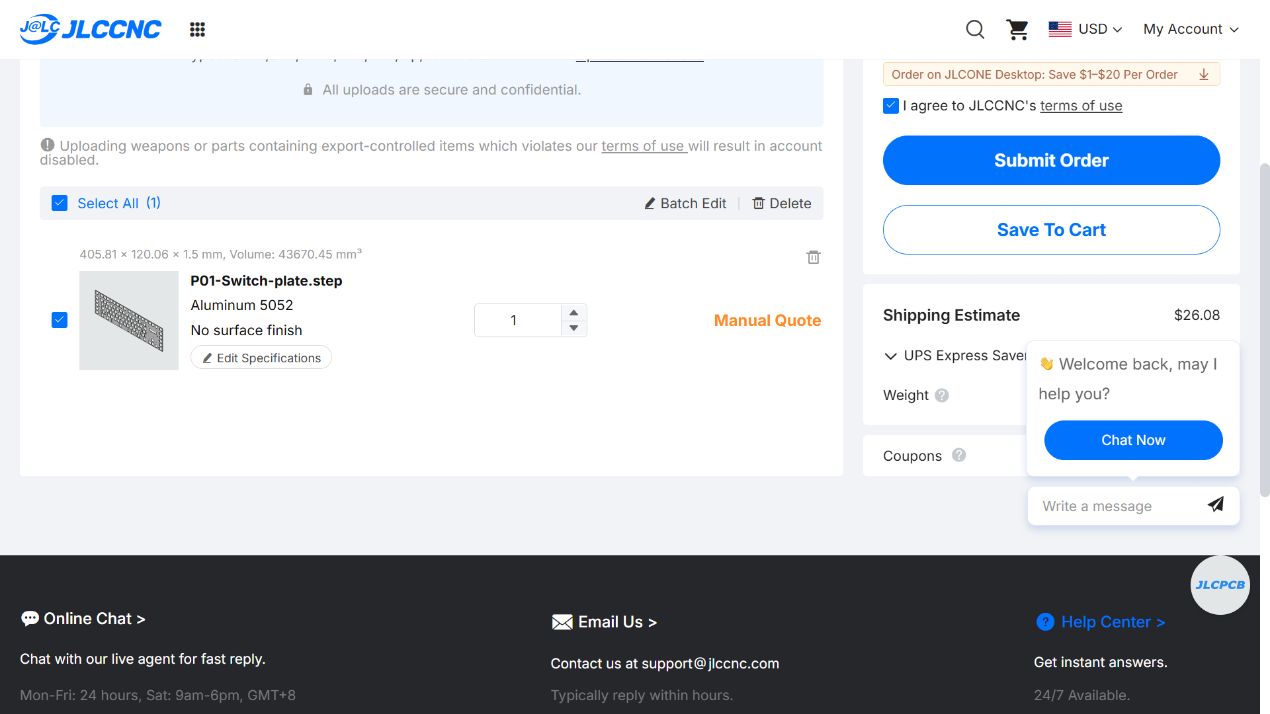 J@LC JLCCNC
USD
My Account
Order on JLCONE Desktop: Save $1–$20 Per Order
All uploads are secure and confidential.
I agree to JLCCNC's terms of use
Uploading weapons or parts containing export-controlled items which violates our terms of use will result in account
disabled.
Submit Order
Select All (1)
Batch Edit
Delete
Save To Cart
405.81 × 120.06 × 1.5 mm, Volume: 43670.45 mm³
P01-Switch-plate.step
Aluminum 5052
No surface finish
Edit Specifications
1
Manual Quote
Shipping Estimate
$26.08
UPS Express Saver
Weight ?
Coupons ?
👋 Welcome back, may I
help you?
Chat Now
Write a message
JLCPCB
Online Chat >
Chat with our live agent for fast reply.
Mon-Fri: 24 hours, Sat: 9am-6pm, GMT+8
Email Us >
Contact us at support@jlccnc.com
Typically reply within hours.
? Help Center >
Get instant answers.
24/7 Available.